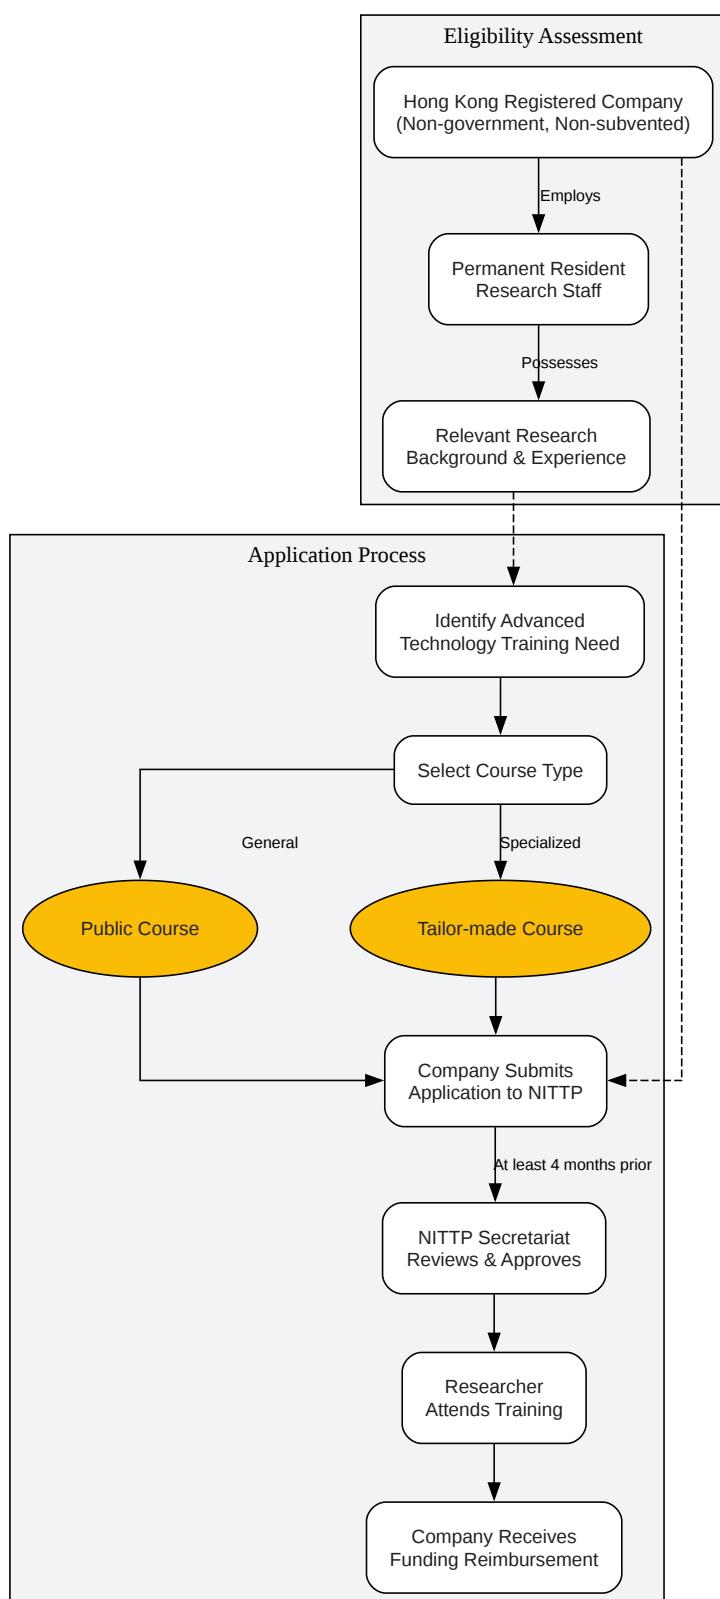 Eligibility Assessment
Hong Kong Registered Company
(Non-government, Non-subvented)
Employs
Permanent Resident
Research Staff
Possesses
Relevant Research
Background & Experience
Application Process
Identify Advanced
Technology Training Need
Select Course Type
General
Specialized
Public Course
Tailor-made Course
Company Submits
Application to NITTP
At least 4 months prior
NITTP Secretariat
Reviews & Approves
Researcher
Attends Training
Company Receives
Funding Reimbursement